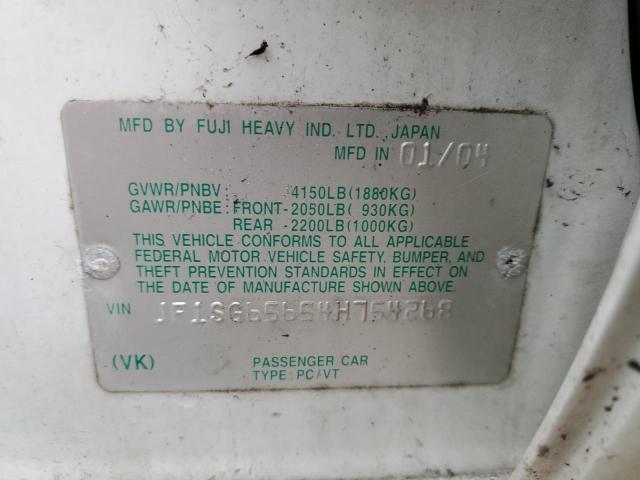 MFD BY FUJI HEAVY IND. LTD. JAPAN
MFD IN 01/04
GVWR/PNBV 4150LB(1880KG)
GAWR/PNBE: FRONT-2050LB( 930KG)
REAR -2200LB(1000KG)
THIS VEHICLE CONFORMS TO ALL APPLICABLE
FEDERAL MOTOR VEHICLE SAFETY, BUMPER, AND
THEFT PREVENTION STANDARDS IN EFFECT ON
THE DATE OF MANUFACTURE SHOWN ABOVE.
VIN JF1SG65654H754268
(VK) PASSENGER CAR
TYPE:PC/VT